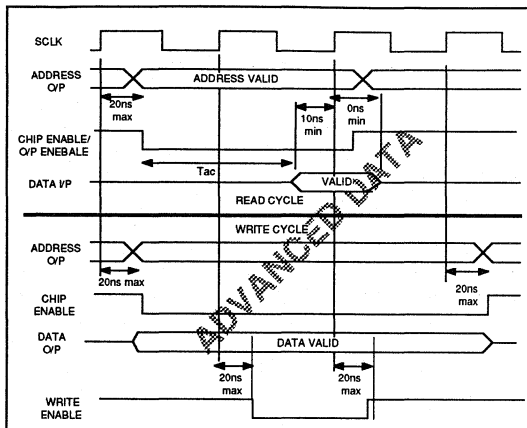 SCLK
ADDRESS
O/P
ADDRESS VALID
20ns
max
10ns
min
0ns
min
CHIP ENABLE/
O/P ENEBALE
Tac
DATA I/P
VALID
READ CYCLE
WRITE CYCLE
ADDRESS
O/P
20ns max
20ns
max
CHIP
ENABLE
DATA
O/P
DATA VALID
20ns
max
20ns
max
WRITE
ENABLE
ADVANCED DATA